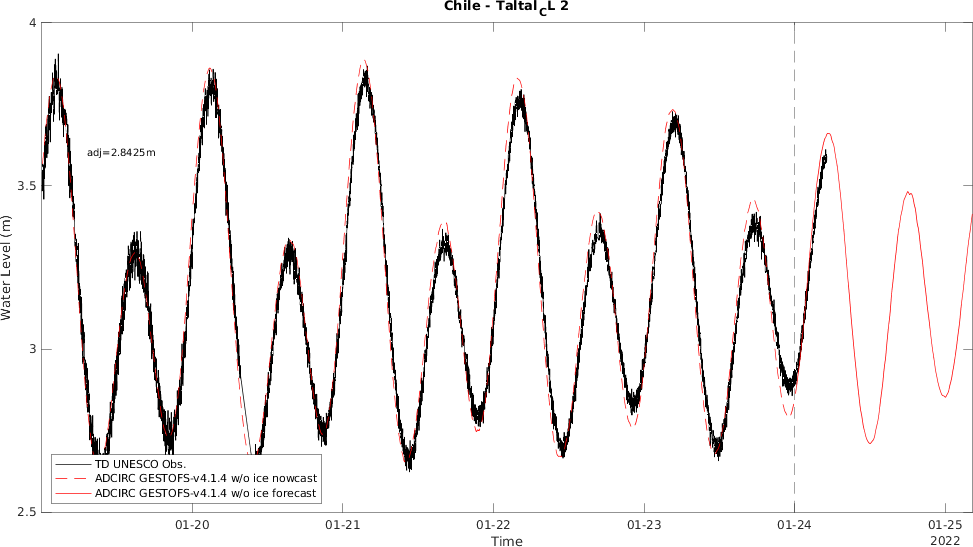 Chile - Taltal_CL 2
4
3.5
3
2.5
Water Level (m)
adj=2.8425m
TD UNESCO Obs.
ADCIRC GESTOFS-v4.1.4 w/o ice nowcast
ADCIRC GESTOFS-v4.1.4 w/o ice forecast
01-20
01-21
01-22
01-23
01-24
01-25
Time
2022